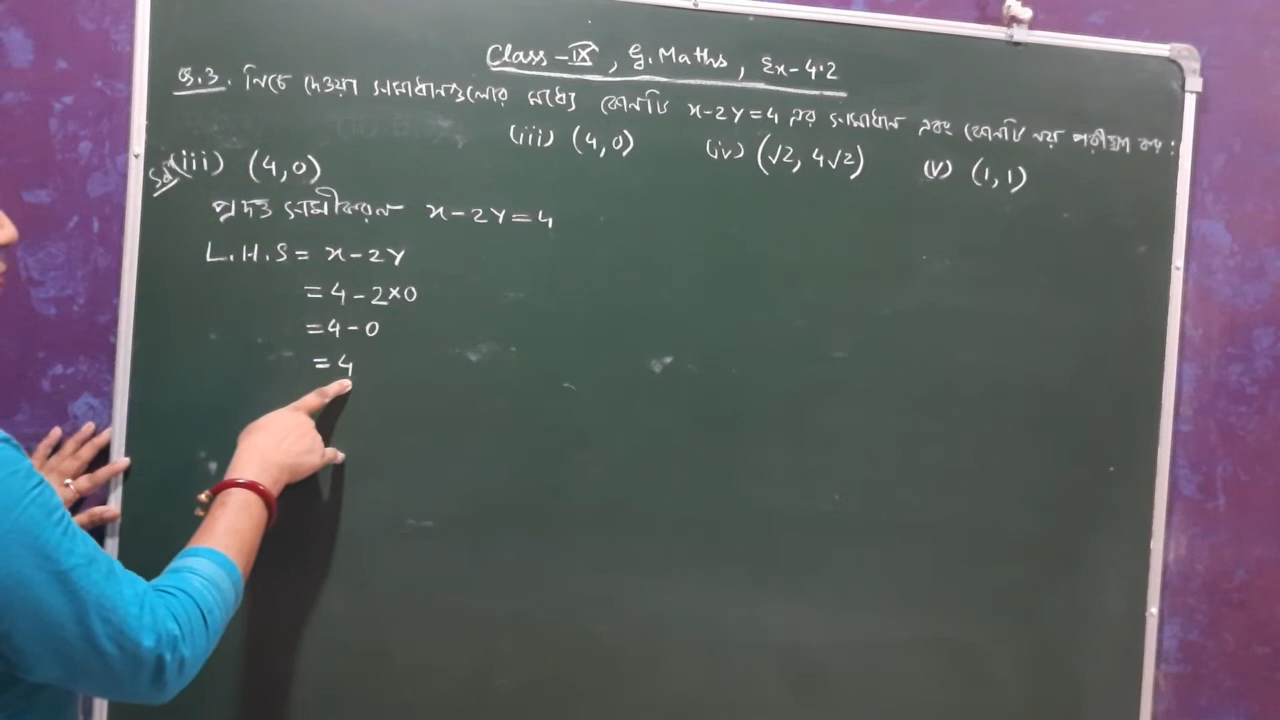 Class - IX, G. Maths, Ex - 4.2
Q.3. নিচে দেওয়া সমাধানগুলোর মধ্যে কোনটি x-2y=4 এর সমাধান এবং কোনটি নয় পরীক্ষা কর:
(iii) (4,0) (iv) (√2, 4√2) (v) (1,1)
Sol (iii) (4,0)
প্রদত্ত সমীকরন x-2y=4
L.H.S = x-2y
= 4-2×0
= 4-0
= 4